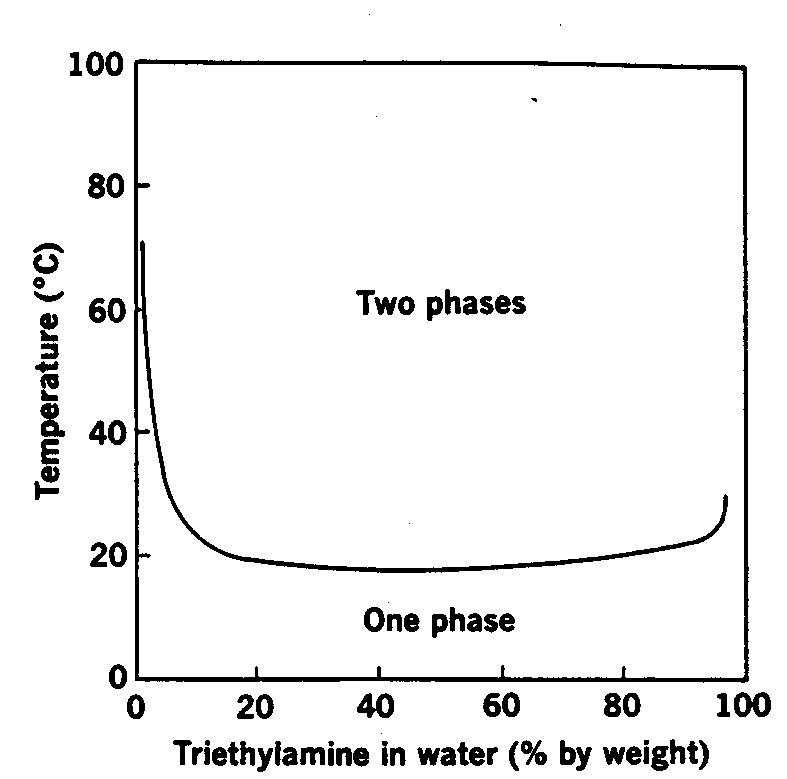 100
80
60
40
20
0
Temperature (°C)
Two phases
One phase
0 20 40 60 80 100
Triethylamine in water (% by weight)